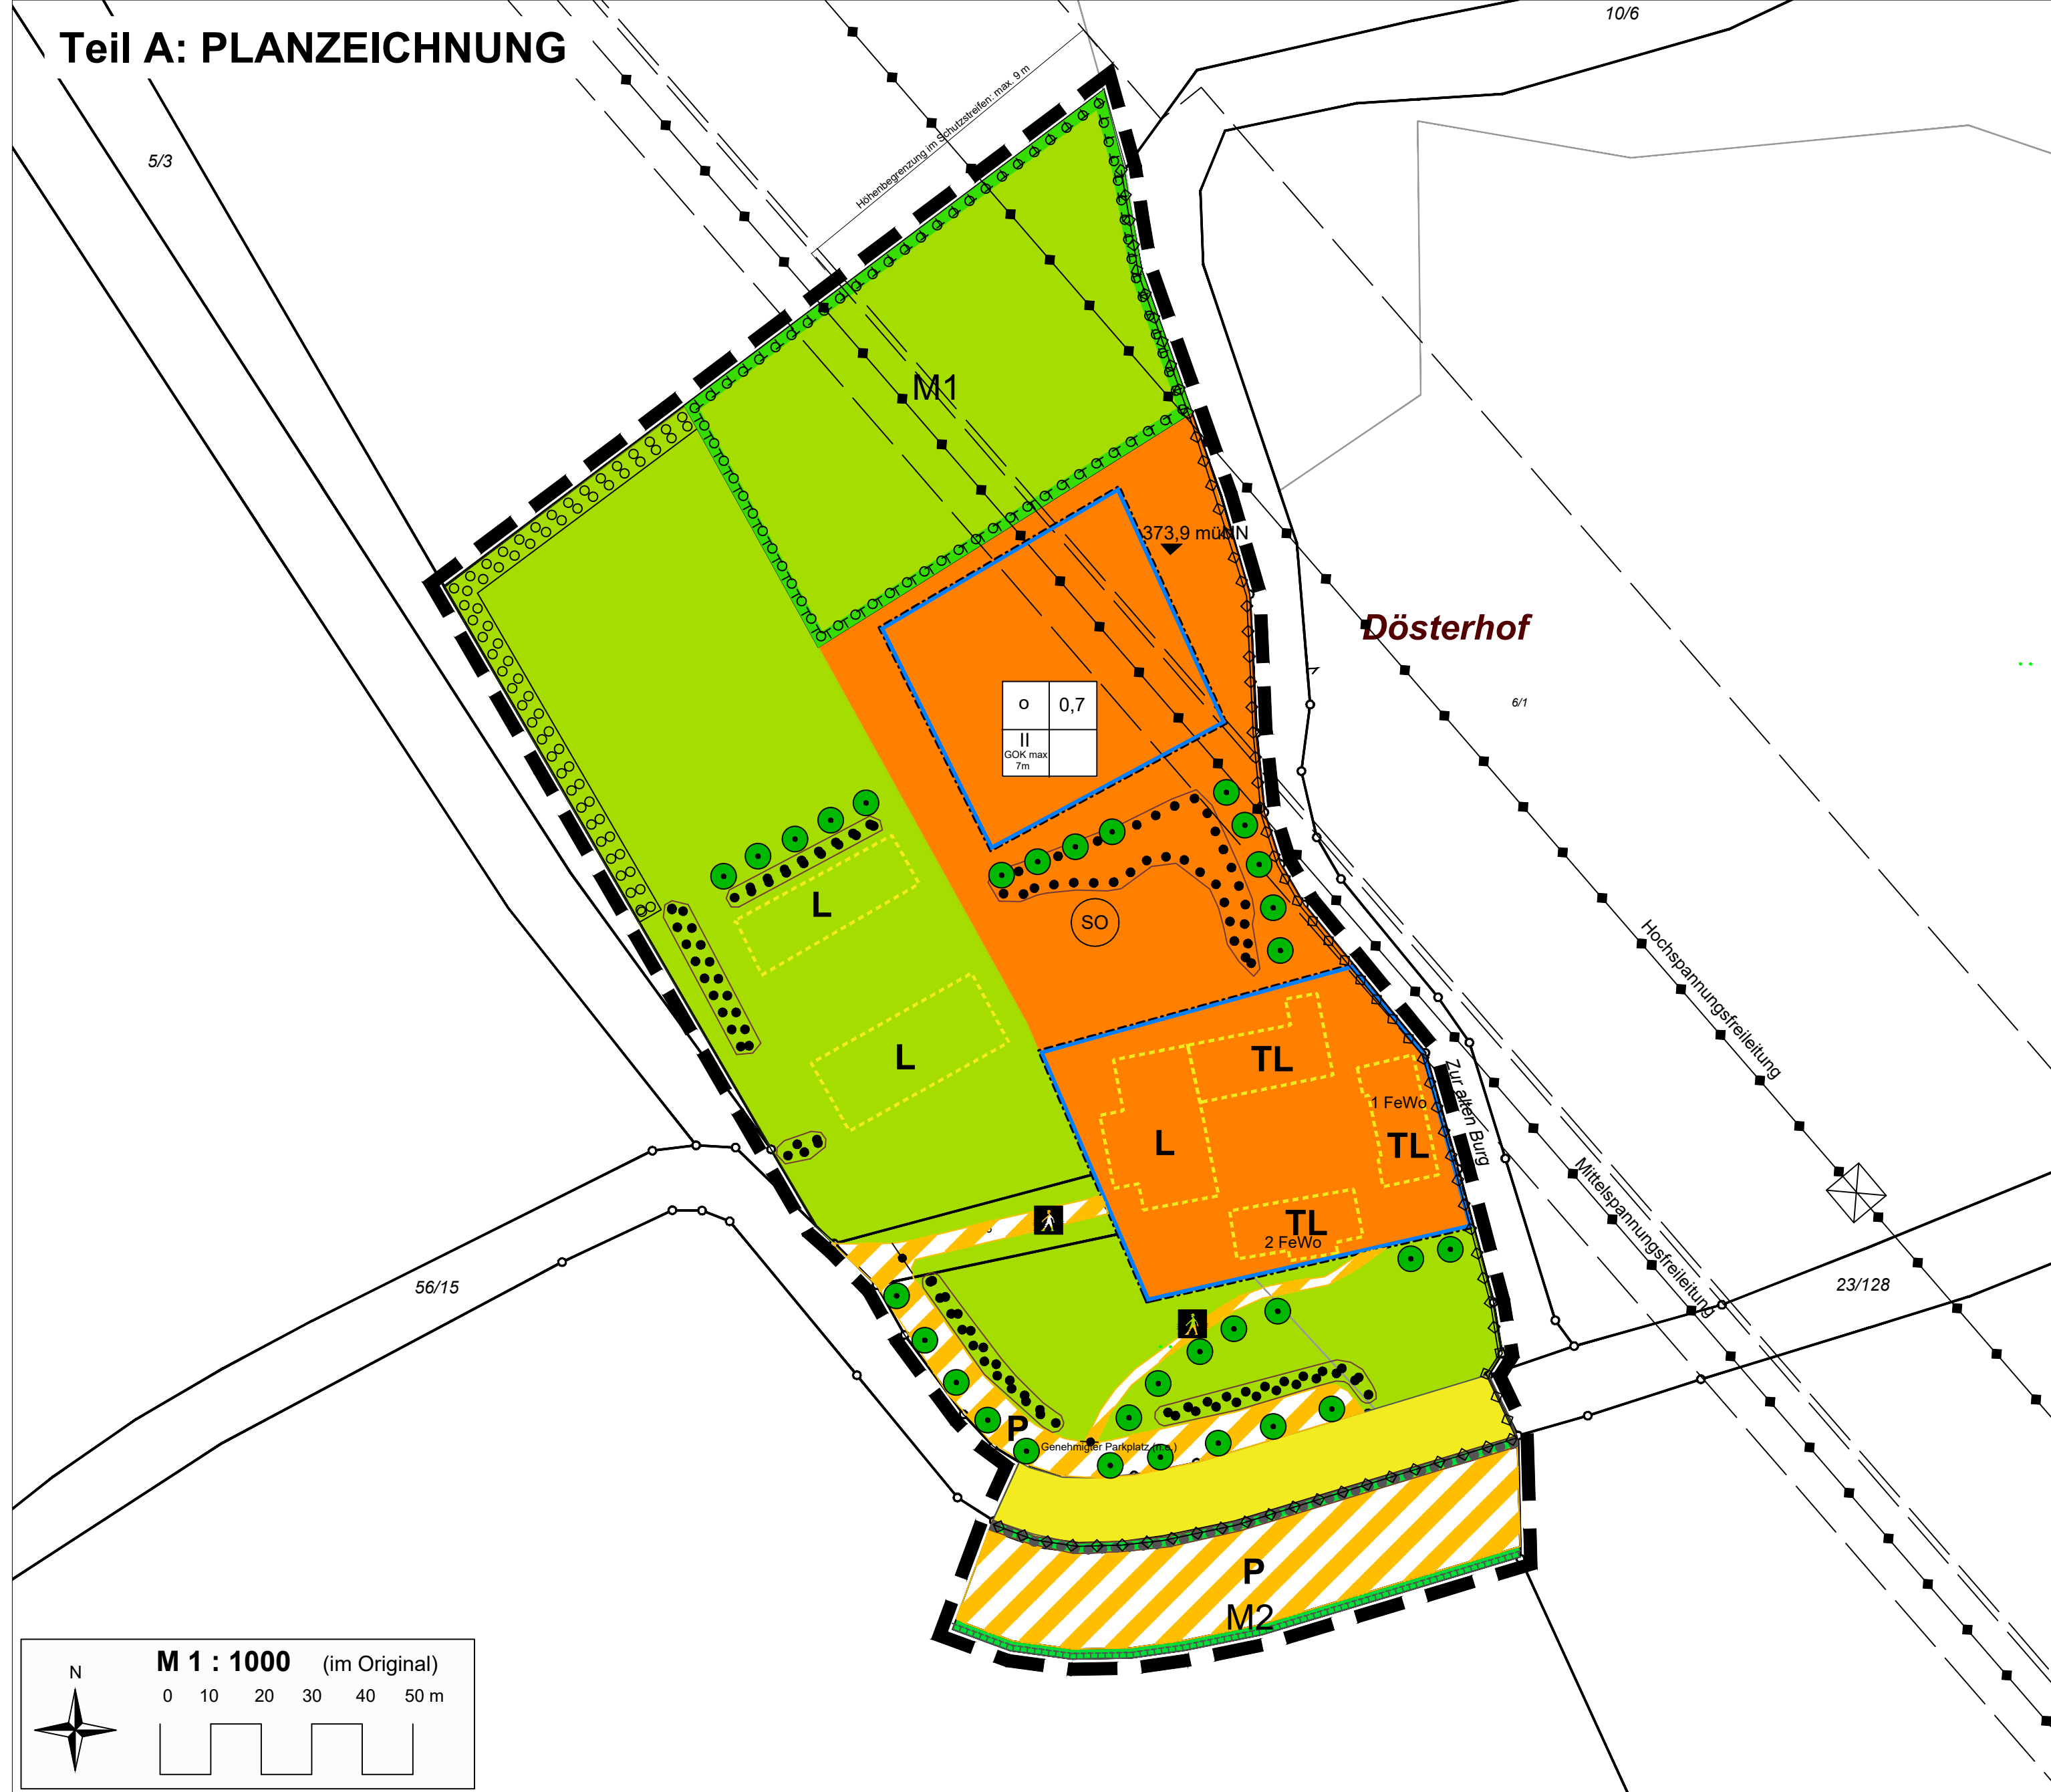 Teil A: PLANZEICHNUNG
10/6
5/3
Höhenbegrenzung im Schutzstreifen: max. 9 m
M1
373,9 müNN
Dösterhof
6/1
o 0,7
II
GOK max
7m
L
SO
Hochspannungsfreileitung
L
TL
Zur alten Burg
1 FeWo
L
TL
Mittelspannungsfreileitung
TL
2 FeWo
56/15
23/128
P
Genehmigter Parkplatz (n.ü.)
P
M2
M 1 : 1000 (im Original)
N
0 10 20 30 40 50 m